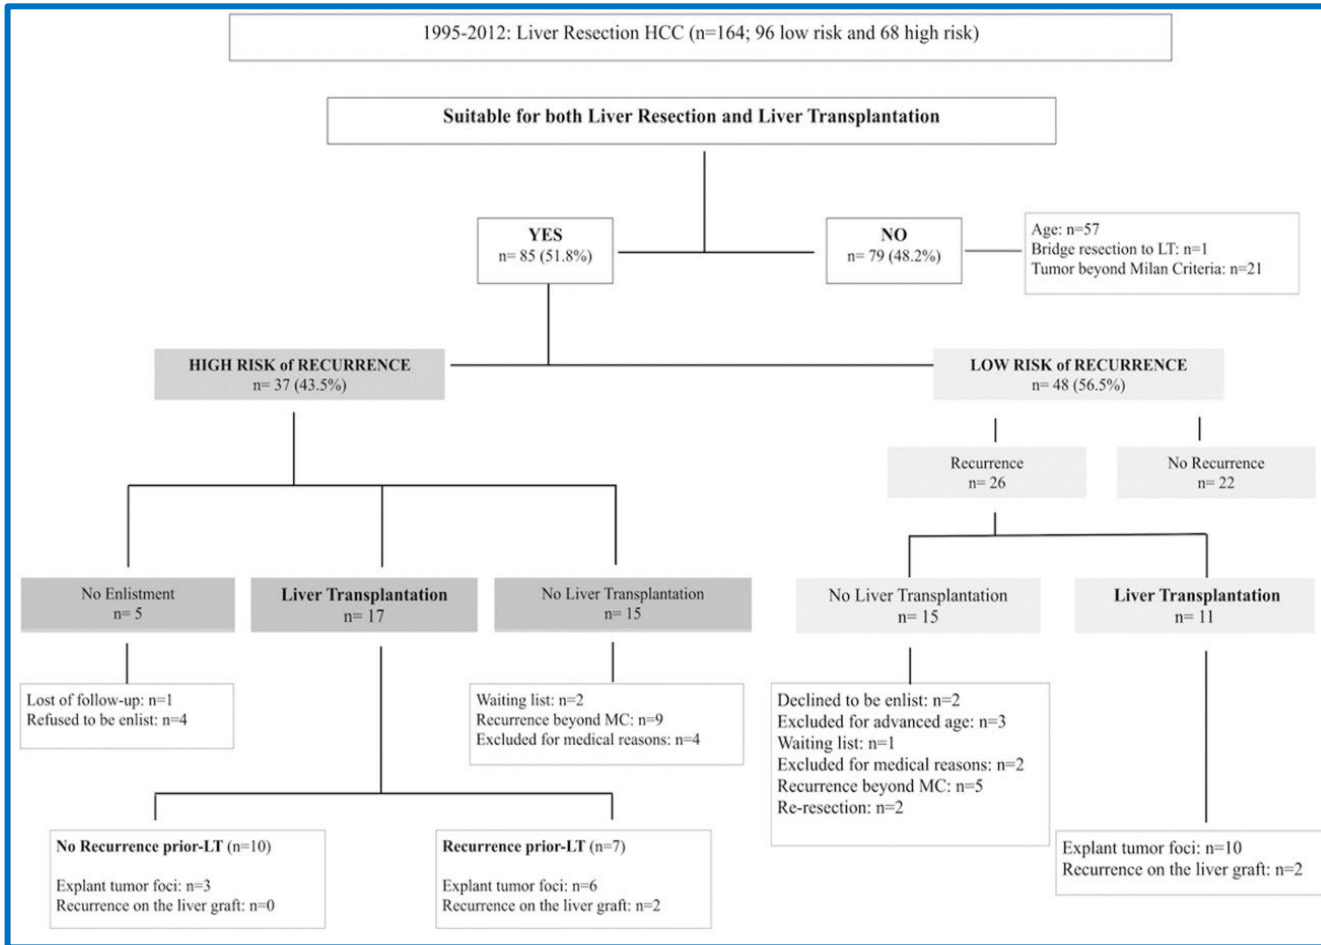 1995-2012: Liver Resection HCC (n=164; 96 low risk and 68 high risk)
Suitable for both Liver Resection and Liver Transplantation
YES
n= 85 (51.8%)
NO
n= 79 (48.2%)
Age: n=57
Bridge resection to LT: n=1
Tumor beyond Milan Criteria: n=21
HIGH RISK of RECURRENCE
n= 37 (43.5%)
LOW RISK of RECURRENCE
n= 48 (56.5%)
Recurrence
n= 26
No Recurrence
n= 22
No Enlistment
n= 5
Liver Transplantation
n= 17
No Liver Transplantation
n= 15
No Liver Transplantation
n= 15
Liver Transplantation
n= 11
Lost of follow-up: n=1
Refused to be enlist: n=4
Waiting list: n=2
Recurrence beyond MC: n=9
Excluded for medical reasons: n=4
Declined to be enlist: n=2
Excluded for advanced age: n=3
Waiting list: n=1
Excluded for medical reasons: n=2
Recurrence beyond MC: n=5
Re-resection: n=2
No Recurrence prior-LT (n=10)
Explant tumor foci: n=3
Recurrence on the liver graft: n=0
Recurrence prior-LT (n=7)
Explant tumor foci: n=6
Recurrence on the liver graft: n=2
Explant tumor foci: n=10
Recurrence on the liver graft: n=2